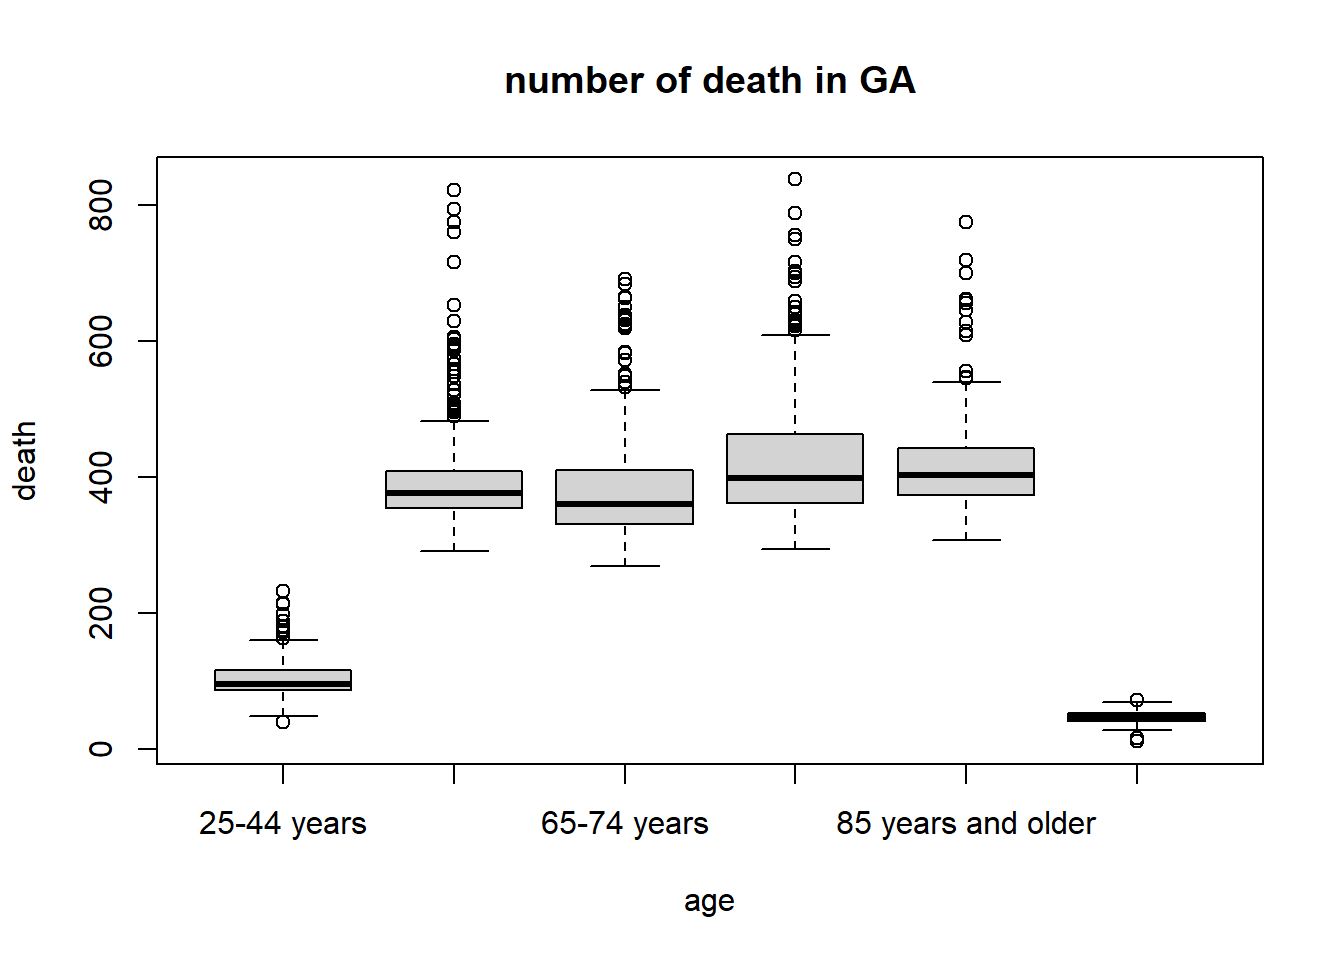 number of death in GA
death
800
600
400
200
0
25-44 years 65-74 years 85 years and older
age